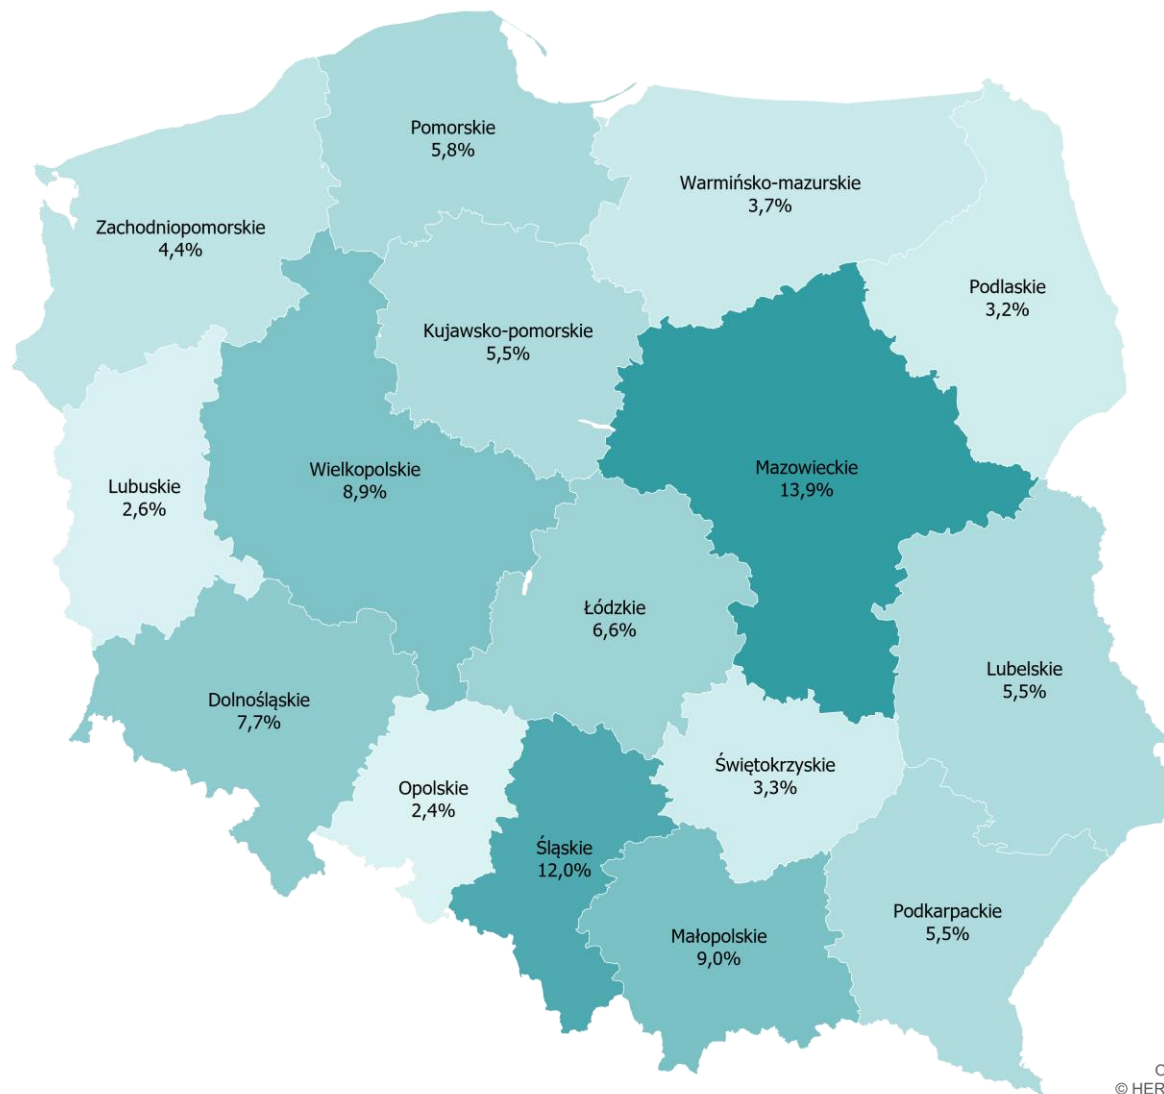 Pomorskie
5,8%
Warmińsko-mazurskie
3,7%
Zachodniopomorskie
4,4%
Podlaskie
3,2%
Kujawsko-pomorskie
5,5%
Wielkopolskie
8,9%
Mazowieckie
13,9%
Lubuskie
2,6%
Łódzkie
6,6%
Lubelskie
5,5%
Dolnośląskie
7,7%
Świętokrzyskie
3,3%
Opolskie
2,4%
Śląskie
12,0%
Podkarpackie
5,5%
Małopolskie
9,0%
© HER